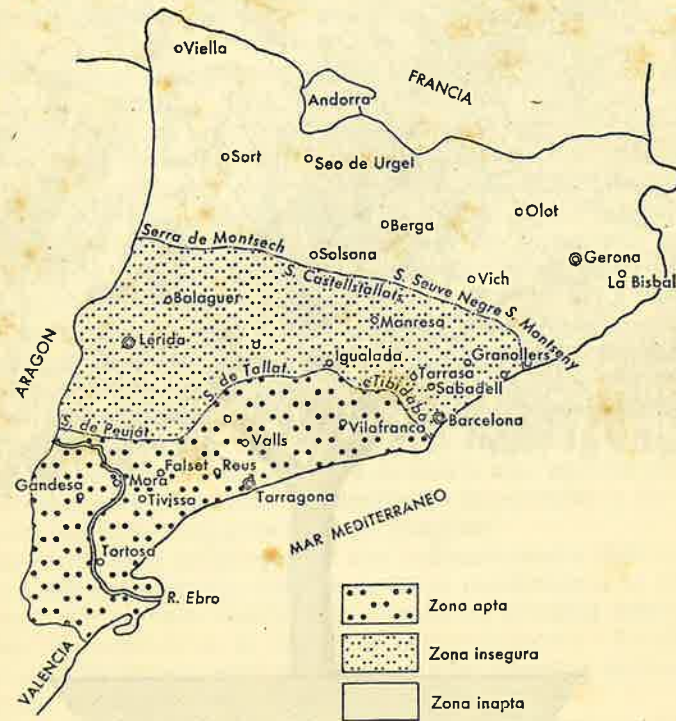 Viella
FRANCIA
Andorra
Sort
Seo de Urgel
Berga
Olot
Serra de Montsech
Solsona
Gerona
S. Castellstallats
S. Seuve Negre
S. Montseny
Vich
La Bisbal
Balaguer
Manresa
Lérida
ARAGON
Igualada
Granollers
S. de Tallat
Tarrasa
Tibidabo
Sabadell
Barcelona
S. de Peujot
Vilafranca
Valls
Falset
Reus
Mora
Gandesa
Tivissa
Tarragona
MAR MEDITERRANEO
Tortosa
R. Ebro
VALENCIA
Zona apta
Zona insegura
Zona inapta